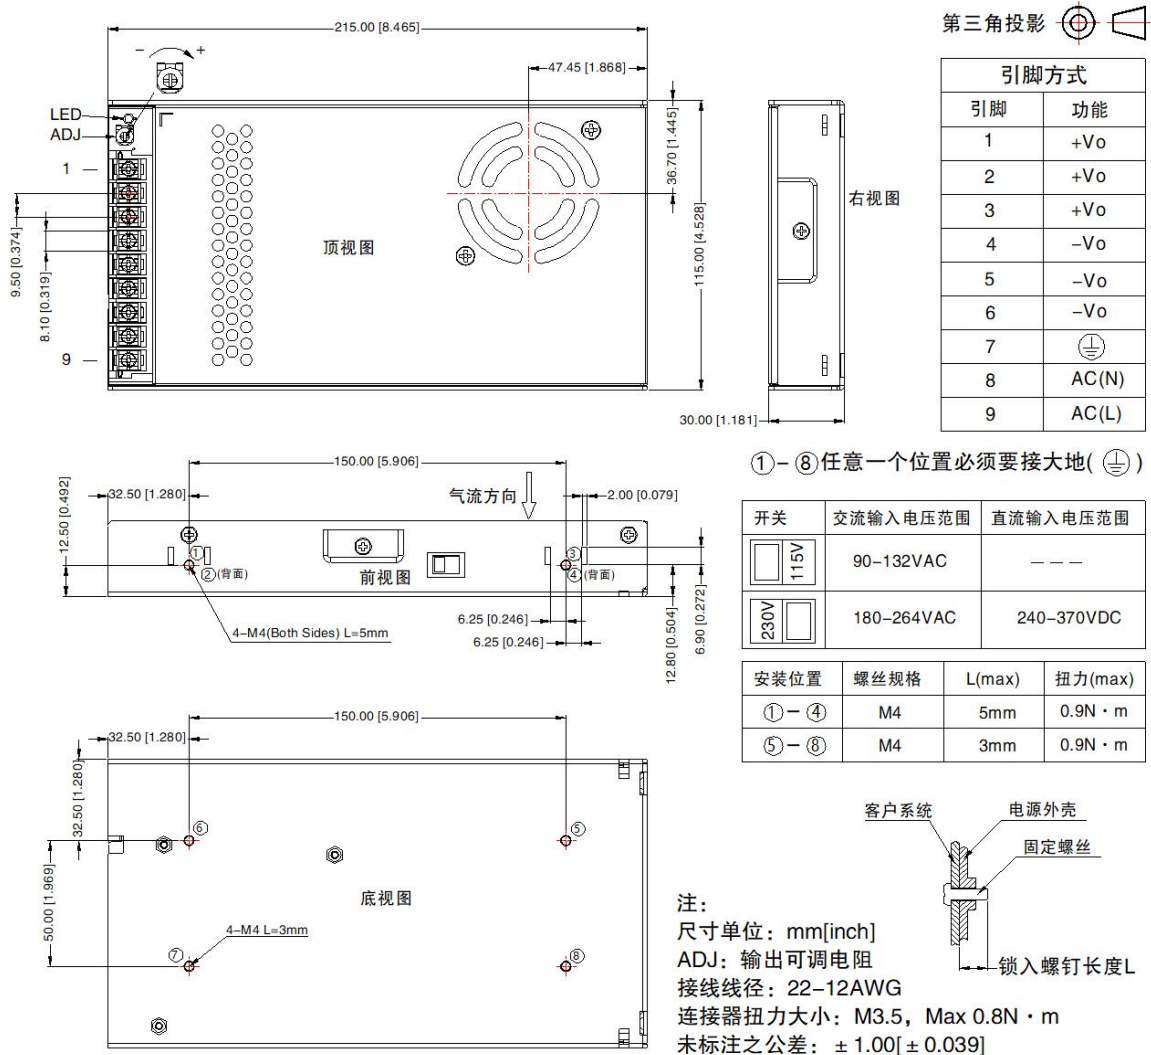 第三角投影
215.00 [8.465]
− +
47.45 [1.868]
LED
ADJ
1
9
9.50 [0.374]
8.10 [0.319]
顶视图
36.70 [1.445]
115.00 [4.528]
右视图
30.00 [1.181]
引脚方式
引脚 功能
1 +Vo
2 +Vo
3 +Vo
4 −Vo
5 −Vo
6 −Vo
7
8 AC(N)
9 AC(L)
①−⑧任意一个位置必须要接大地( )
150.00 [5.906]
32.50 [1.280]
气流方向
2.00 [0.079]
12.50 [0.492]
①
②(背面)
前视图
③
④(背面)
4−M4(Both Sides) L=5mm
6.25 [0.246]
6.25 [0.246]
12.80 [0.504]
6.90 [0.272]
开关 交流输入电压范围 直流输入电压范围
115V 90−132VAC −−−
230V 180−264VAC 240−370VDC
安装位置 螺丝规格 L(max) 扭力(max)
①−④ M4 5mm 0.9N·m
⑤−⑧ M4 3mm 0.9N·m
150.00 [5.906]
32.50 [1.280]
32.50 [1.280]
⑥
⑤
50.00 [1.969]
底视图
4−M4 L=3mm
⑦
⑧
客户系统
电源外壳
固定螺丝
锁入螺钉长度L
注：
尺寸单位：mm[inch]
ADJ：输出可调电阻
接线线径：22−12AWG
连接器扭力大小：M3.5，Max 0.8N·m
未标注之公差：±1.00[±0.039]